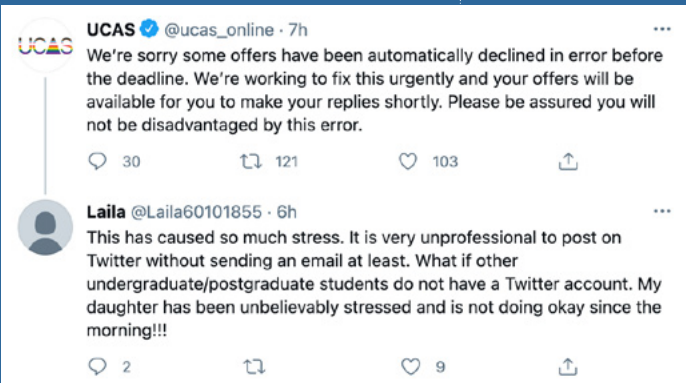 UCAS @ucas_online · 7h
UCAS
We're sorry some offers have been automatically declined in error before
the deadline. We're working to fix this urgently and your offers will be
available for you to make your replies shortly. Please be assured you will
not be disadvantaged by this error.
30 121 103
Laila @Laila60101855 · 6h
This has caused so much stress. It is very unprofessional to post on
Twitter without sending an email at least. What if other
undergraduate/postgraduate students do not have a Twitter account. My
daughter has been unbelievably stressed and is not doing okay since the
morning!!!
2 9